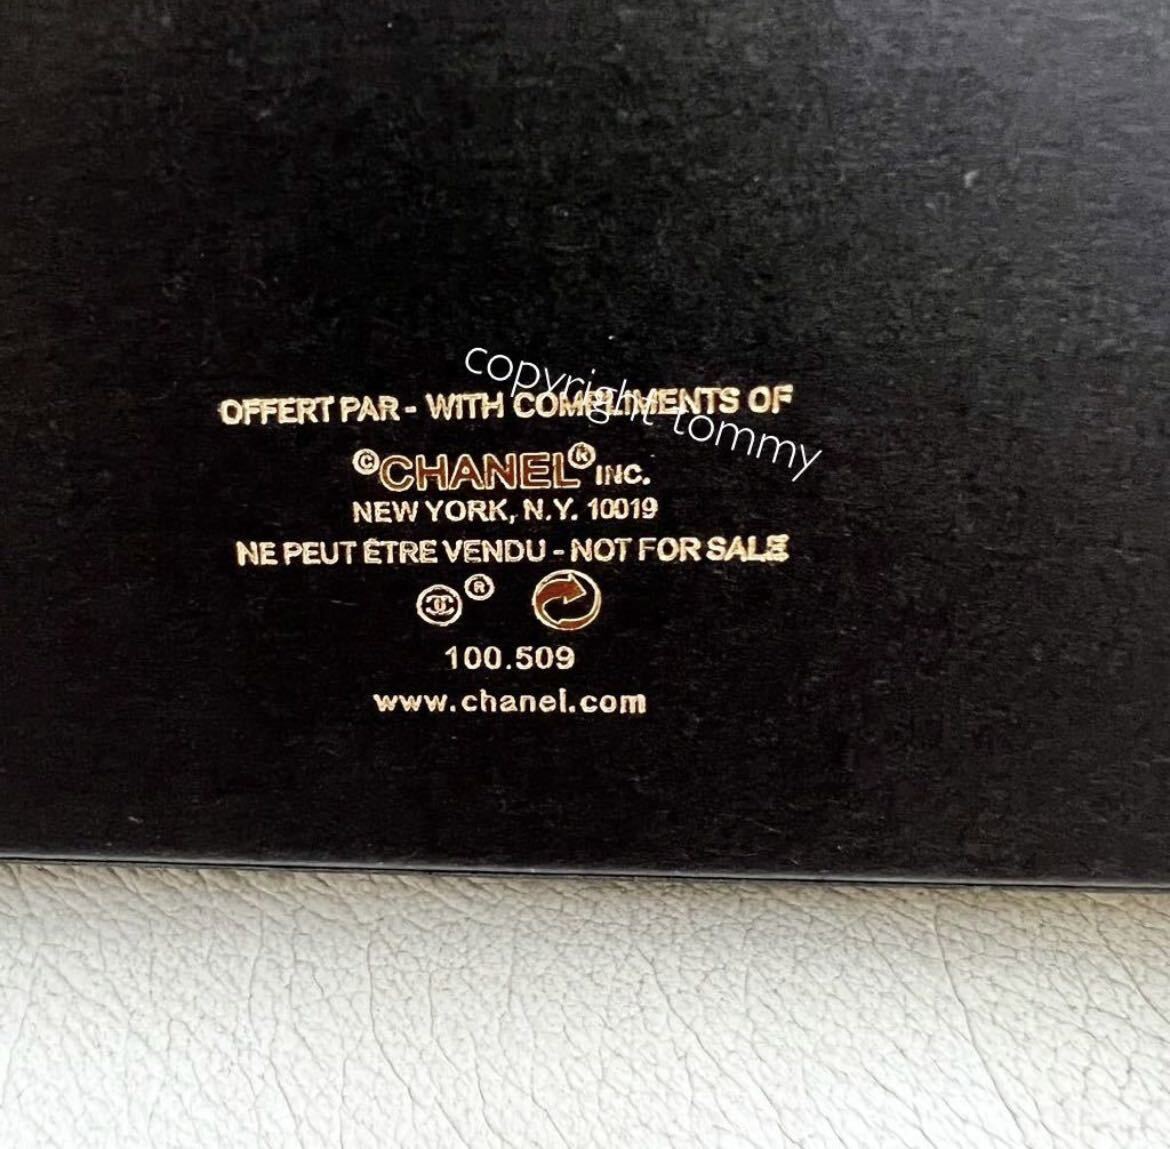 copyright tommy
OFFERT PAR - WITH COMPLIMENTS OF
©CHANEL® INC.
NEW YORK, N.Y. 10019
NE PEUT ÊTRE VENDU - NOT FOR SALE
®
100.509
www.chanel.com